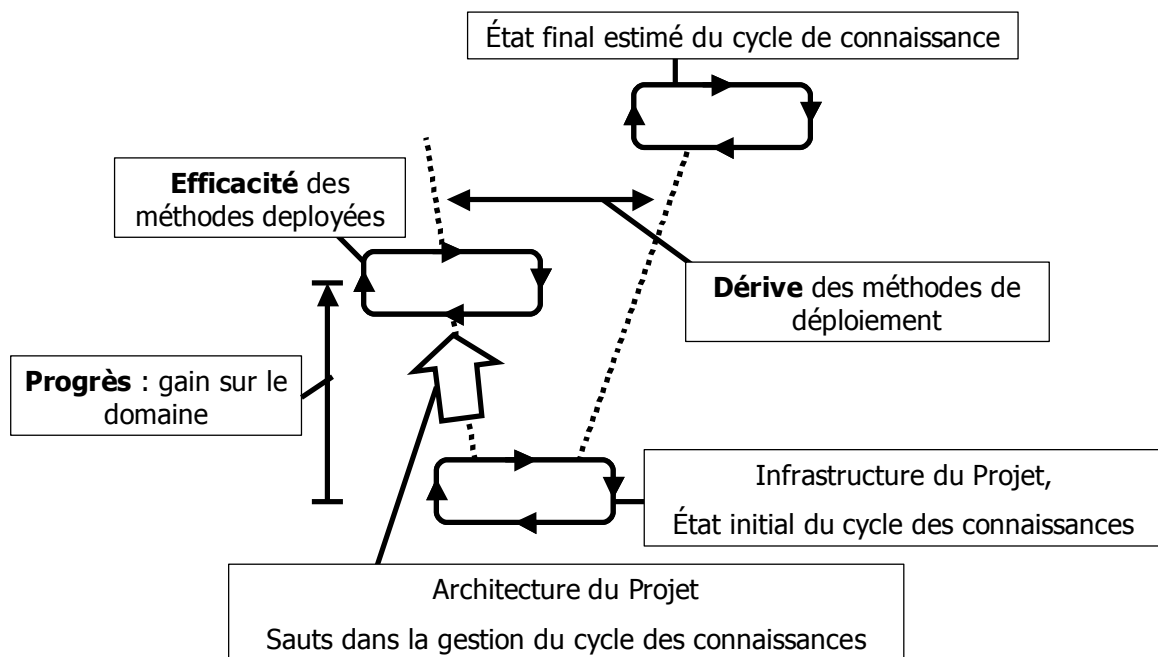 État final estimé du cycle de connaissance
Efficacité des
méthodes deployées
Dérive des méthodes de
déploiement
Progrès : gain sur le
domaine
Infrastructure du Projet,
État initial du cycle des connaissances
Architecture du Projet
Sauts dans la gestion du cycle des connaissances